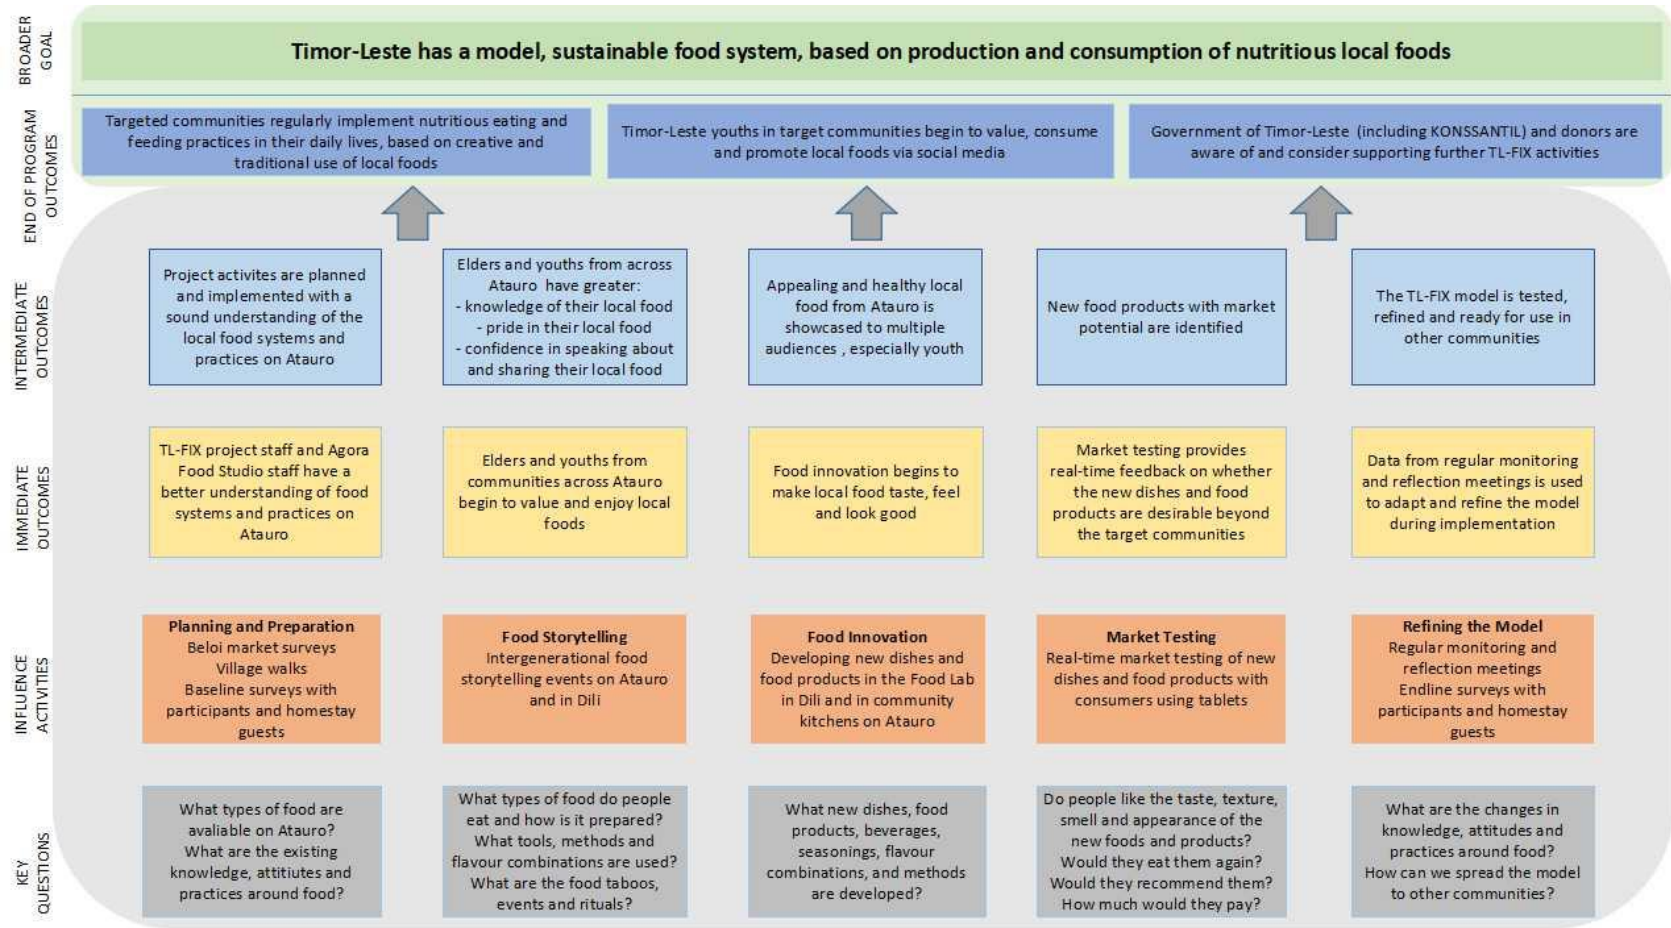 BROADER
GOAL
Timor-Leste has a model, sustainable food system, based on production and consumption of nutritious local foods
END OF PROGRAM
OUTCOMES
Targeted communities regularly implement nutritious eating and
feeding practices in their daily lives, based on creative and
traditional use of local foods
Timor-Leste youths in target communities begin to value, consume
and promote local foods via social media
Government of Timor-Leste (including KONSSANTIL) and donors are
aware of and consider supporting further TL-FIX activities
INTERMEDIATE
OUTCOMES
Project activites are planned
and implemented with a
sound understanding of the
local food systems and
practices on Atauro
Elders and youths from across
Atauro have greater:
- knowledge of their local food
- pride in their local food
- confidence in speaking about
and sharing their local food
Appealing and healthy local
food from Atauro is
showcased to multiple
audiences , especially youth
New food products with market
potential are identified
The TL-FIX model is tested,
refined and ready for use in
other communities
IMMEDIATE
OUTCOMES
TL-FIX project staff and Agora
Food Studio staff have a
better understanding of food
systems and practices on
Atauro
Elders and youths from
communities across Atauro
begin to value and enjoy local
foods
Food innovation begins to
make local food taste, feel
and look good
Market testing provides
real-time feedback on whether
the new dishes and food
products are desirable beyond
the target communities
Data from regular monitoring
and reflection meetings is used
to adapt and refine the model
during implementation
INFLUENCE
ACTIVITIES
Planning and Preparation
Beloi market surveys
Village walks
Baseline surveys with
participants and homestay
guests
Food Storytelling
Intergenerational food
storytelling events on Atauro
and in Dili
Food Innovation
Developing new dishes and
food products in the Food Lab
in Dili and in community
kitchens on Atauro
Market Testing
Real-time market testing of new
dishes and food products with
consumers using tablets
Refining the Model
Regular monitoring and
reflection meetings
Endline surveys with
participants and homestay
guests
KEY
QUESTIONS
What types of food are
avaliable on Atauro?
What are the existing
knowledge, attitiutes and
practices around food?
What types of food do people
eat and how is it prepared?
What tools, methods and
flavour combinations are used?
What are the food taboos,
events and rituals?
What new dishes, food
products, beverages,
seasonings, flavour
combinations, and methods
are developed?
Do people like the taste, texture,
smell and appearance of the
new foods and products?
Would they eat them again?
Would they recommend them?
How much would they pay?
What are the changes in
knowledge, attitudes and
practices around food?
How can we spread the model
to other communities?